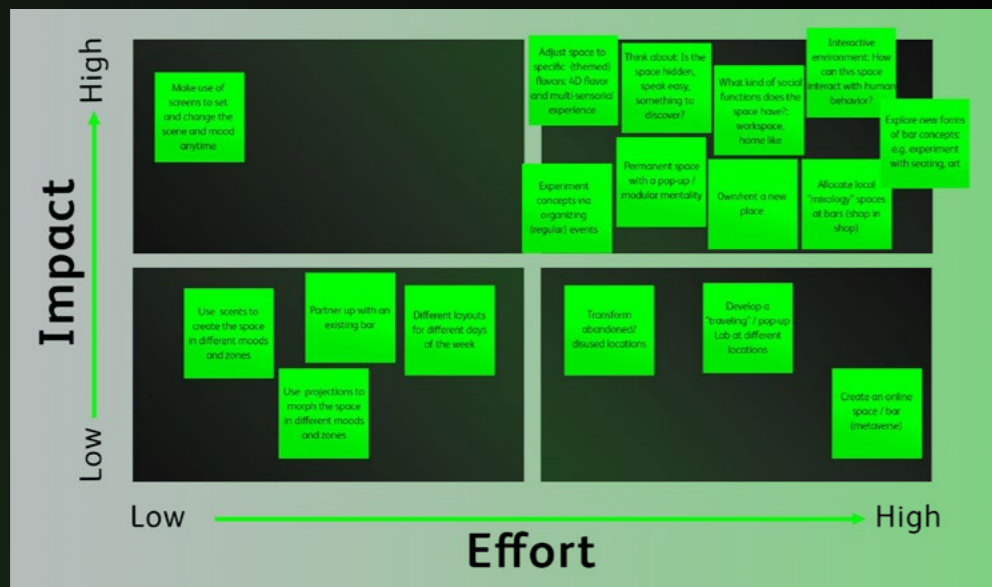 High
Impact
Low
Make use of
screens to set
and change the
scene and mood
anytime
Adjust space to
specific (themed)
flavors: 4D flavor
and multi-sensorial
experience
Think about: Is the
space hidden,
speak easy,
something to
discover?
What kind of social
functions does the
space have?:
workspace,
home like
Interactive
environment: How
can this space
interact with human
behavior?
Explore new forms
of bar concepts:
e.g. experiment
with seating, art
Experiment
concepts via
organizing
(regular) events
Permanent space
with a pop-up /
modular mentality
Own/rent a new
place
Allocate local
"mixology" spaces
at bars (shop in
shop)
Use scents to
create the space
in different moods
and zones
Partner up with an
existing bar
Different layouts
for different days
of the week
Use projections to
morph the space
in different moods
and zones
Transform
abandoned/
disused locations
Develop a
"traveling" / pop-up
Lab at different
locations
Create an online
space / bar
(metaverse)
Low
High
Effort